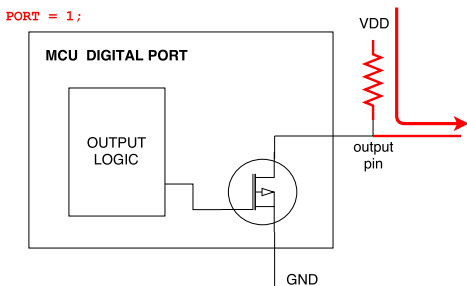 PORT = 1;
VDD
MCU DIGITAL PORT
OUTPUT
LOGIC
output
pin
GND